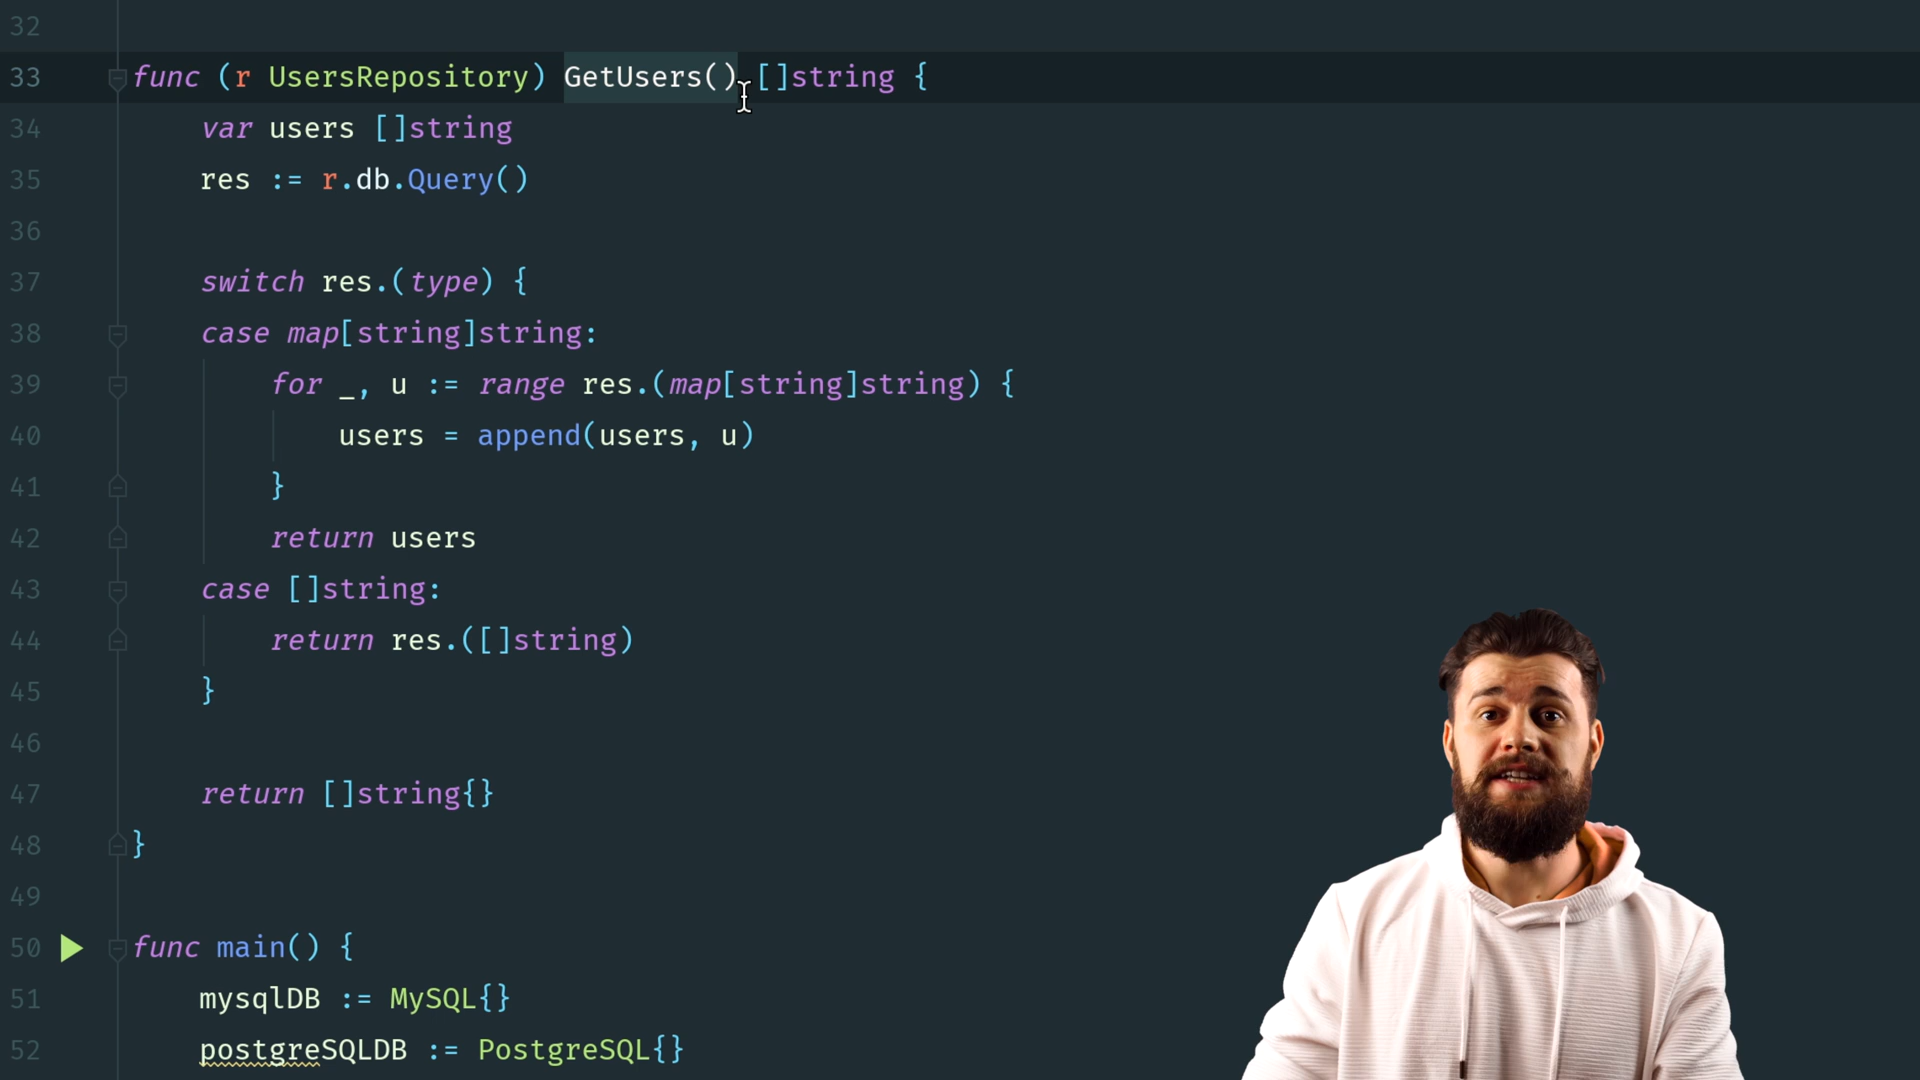 32
33 func (r UsersRepository) GetUsers() []string {
34 var users []string
35 res := r.db.Query()
36
37 switch res.(type) {
38 case map[string]string:
39 for _, u := range res.(map[string]string) {
40 users = append(users, u)
41 }
42 return users
43 case []string:
44 return res.([]string)
45 }
46
47 return []string{}
48 }
49
50 func main() {
51 mysqlDB := MySQL{}
52 postgreSQLDB := PostgreSQL{}